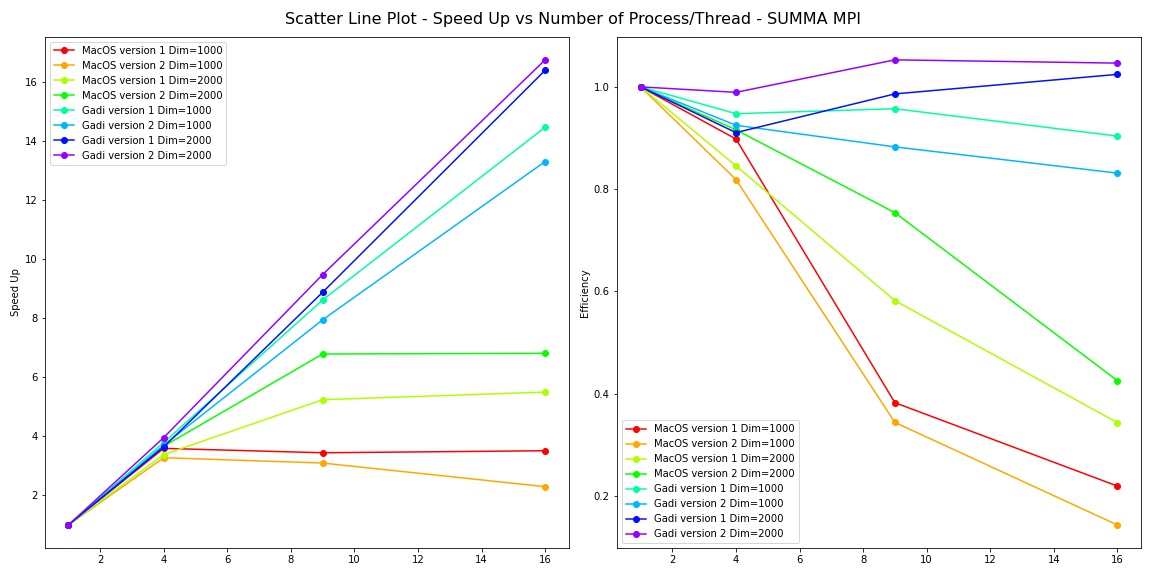 Scatter Line Plot - Speed Up vs Number of Process/Thread - SUMMA MPI
MacOS version 1 Dim=1000
MacOS version 2 Dim=1000
MacOS version 1 Dim=2000
MacOS version 2 Dim=2000
Gadi version 1 Dim=1000
Gadi version 2 Dim=1000
Gadi version 1 Dim=2000
Gadi version 2 Dim=2000
Speed Up
16
14
12
10
8
6
4
2
2 4 6 8 10 12 14 16
Efficiency
1.0
0.8
0.6
0.4
0.2
MacOS version 1 Dim=1000
MacOS version 2 Dim=1000
MacOS version 1 Dim=2000
MacOS version 2 Dim=2000
Gadi version 1 Dim=1000
Gadi version 2 Dim=1000
Gadi version 1 Dim=2000
Gadi version 2 Dim=2000
2 4 6 8 10 12 14 16